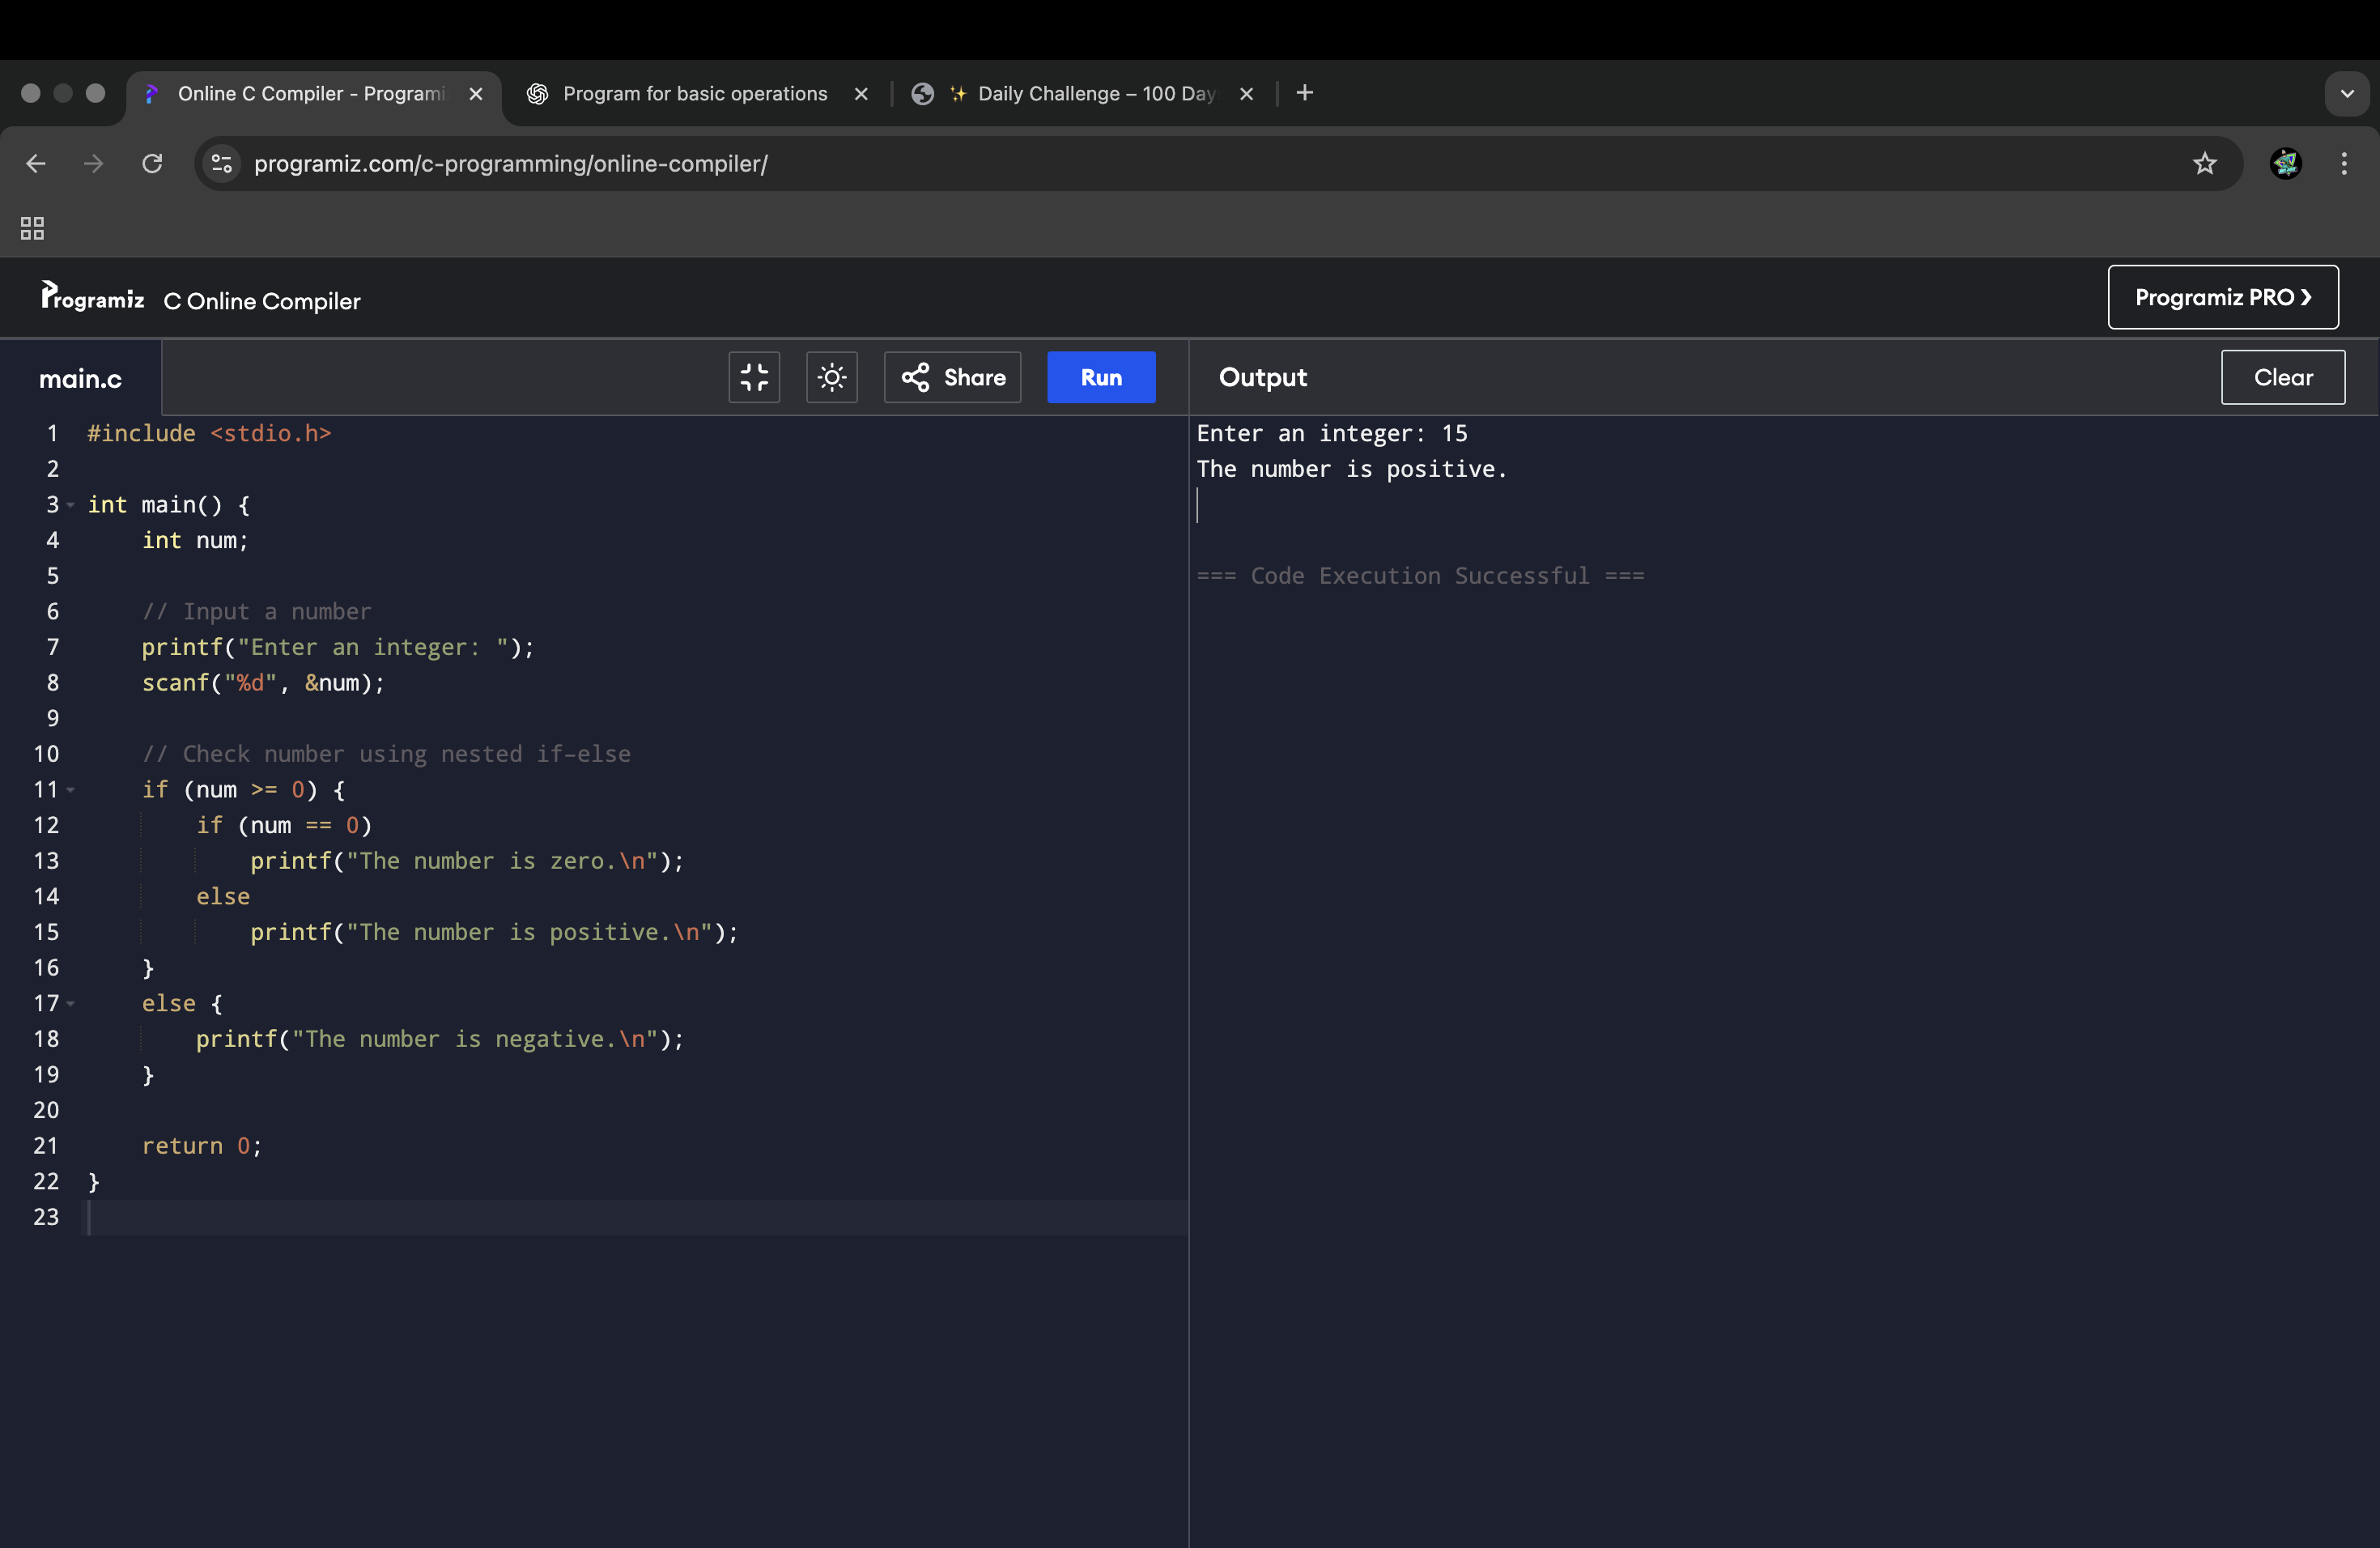 Online C Compiler - Programi
Program for basic operations
✨ Daily Challenge – 100 Day
programiz.com/c-programming/online-compiler/
Programiz C Online Compiler
Programiz PRO ❯
main.c
Share
Run
Output
Clear
1 #include <stdio.h>
2
3 int main() {
4     int num;
5
6     // Input a number
7     printf("Enter an integer: ");
8     scanf("%d", &num);
9
10     // Check number using nested if-else
11     if (num >= 0) {
12         if (num == 0)
13             printf("The number is zero.\n");
14         else
15             printf("The number is positive.\n");
16     }
17     else {
18         printf("The number is negative.\n");
19     }
20
21     return 0;
22 }
23
Enter an integer: 15
The number is positive.
=== Code Execution Successful ===